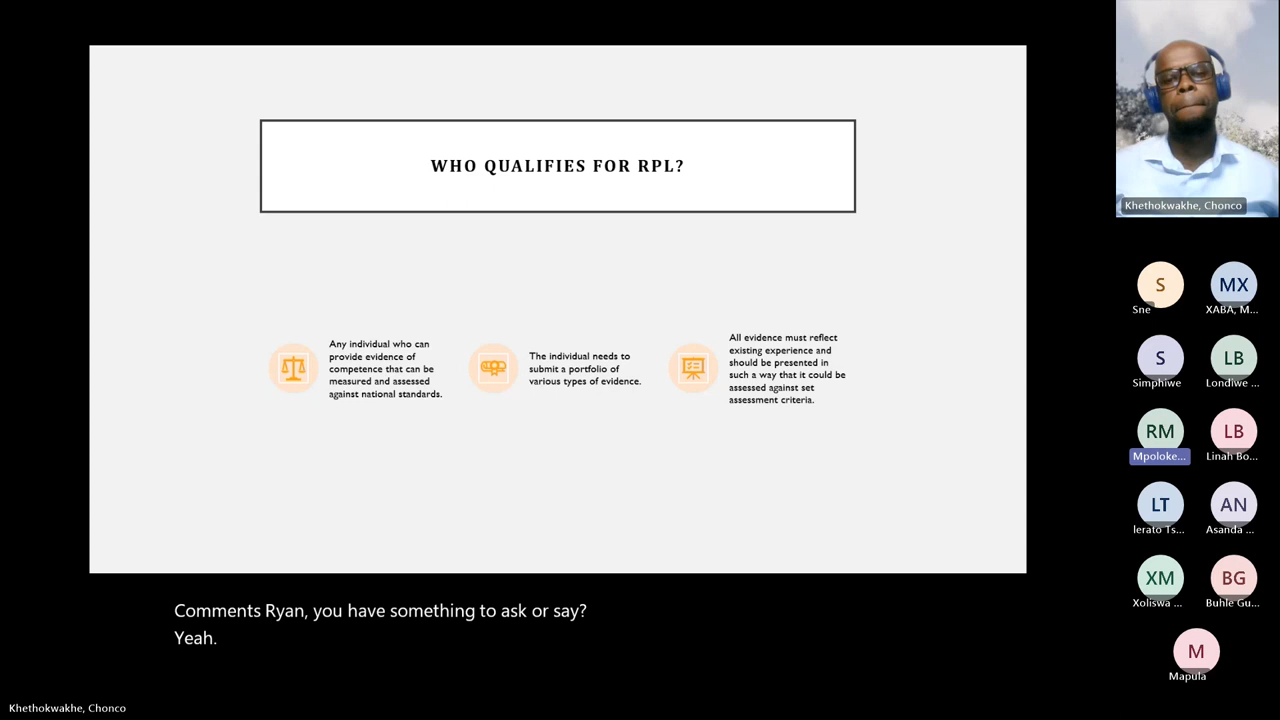 WHO QUALIFIES FOR RPL?
Any individual who can
provide evidence of
competence that can be
measured and assessed
against national standards.
The individual needs to
submit a portfolio of
various types of evidence.
All evidence must reflect
existing experience and
should be presented in
such a way that it could be
assessed against set
assessment criteria.
Comments Ryan, you have something to ask or say?
Yeah.
Khethokwakhe, Chonco
Khethokwakhe, Chonco
S
Sne
MX
XABA, M...
S
Simphiwe
LB
Londiwe ...
RM
Mpoloke...
LB
Linah Bo...
LT
lerato Ts...
AN
Asanda ...
XM
Xoliswa ...
BG
Buhle Gu...
M
Mapula